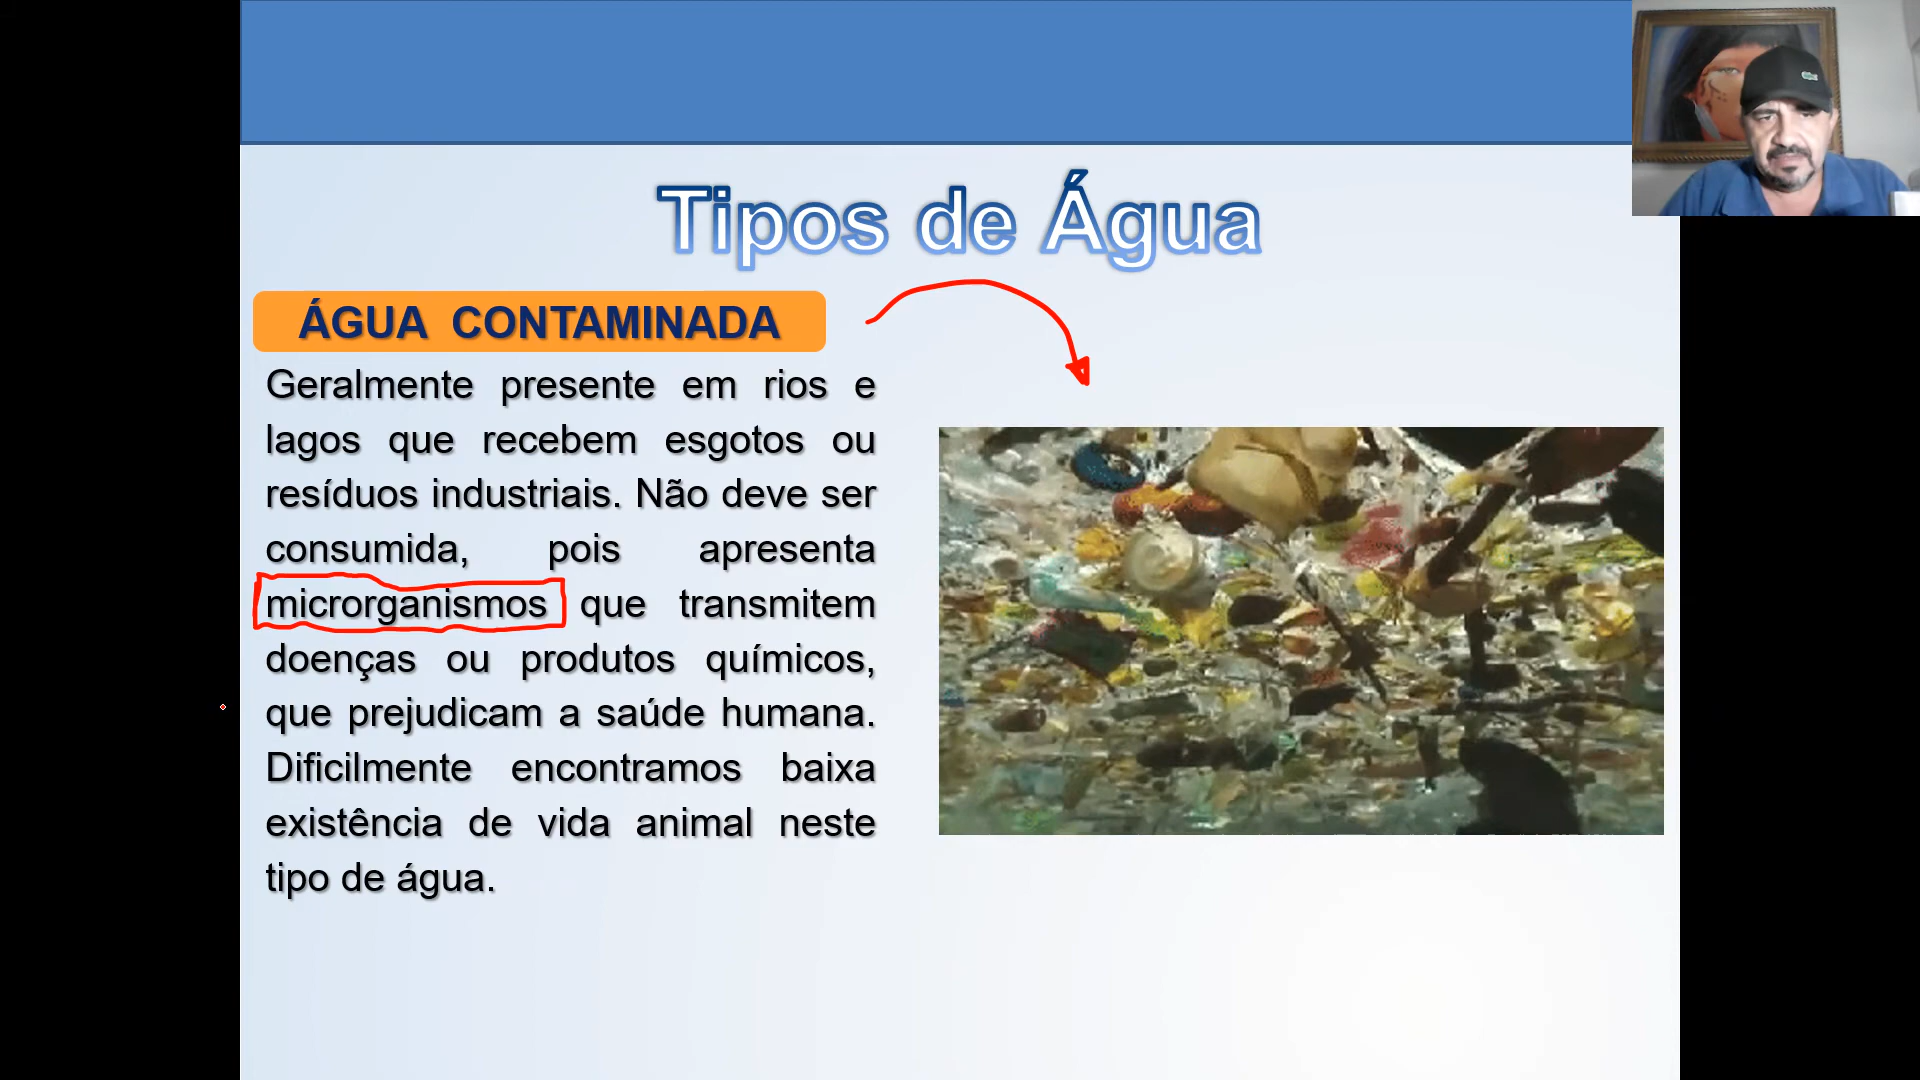 Tipos de Água
ÁGUA CONTAMINADA
Geralmente presente em rios e
lagos que recebem esgotos ou
resíduos industriais. Não deve ser
consumida, pois apresenta
microrganismos que transmitem
doenças ou produtos químicos,
que prejudicam a saúde humana.
Dificilmente encontramos baixa
existência de vida animal neste
tipo de água.